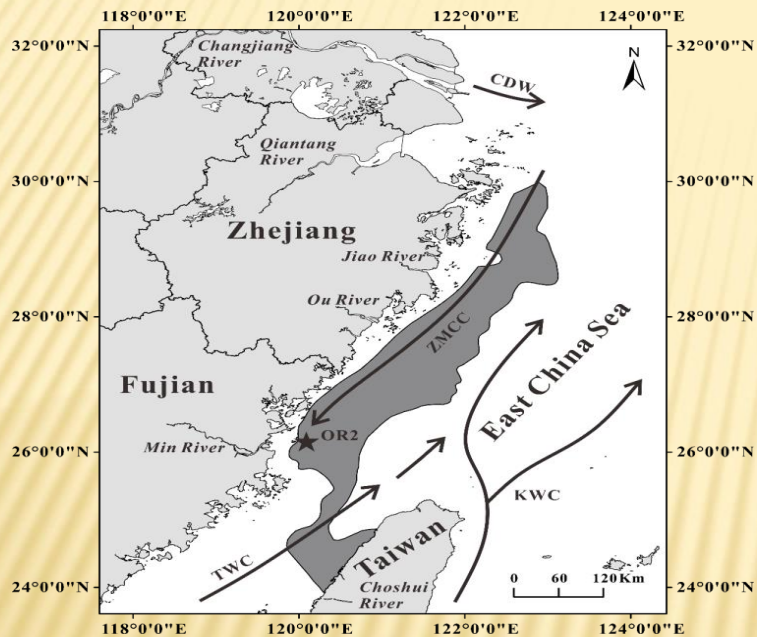 118°0'0"E 120°0'0"E 122°0'0"E 124°0'0"E
32°0'0"N
32°0'0"N
Changjiang
River
N
CDW
Qiantang
River
30°0'0"N
30°0'0"N
Zhejiang
Jiao River
Ou River
28°0'0"N
28°0'0"N
ZMCC
East China Sea
Fujian
OR2
Min River
26°0'0"N
26°0'0"N
KWC
TWC
Taiwan
Choshui
River
24°0'0"N
24°0'0"N
0 60 120 Km
118°0'0"E 120°0'0"E 122°0'0"E 124°0'0"E